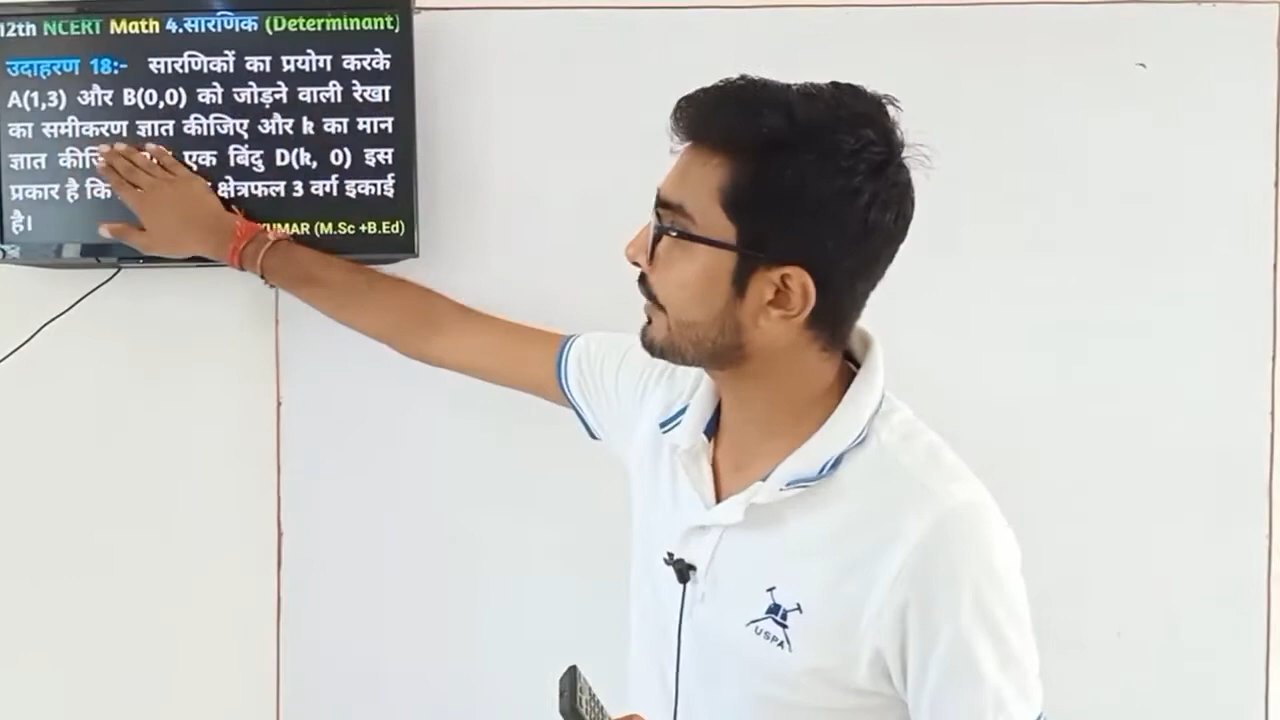 12th NCERT Math 4.सारणिक (Determinant)
उदाहरण 18:- सारणिकों का प्रयोग करके
A(1,3) और B(0,0) को जोड़ने वाली रेखा
का समीकरण ज्ञात कीजिए और k का मान
ज्ञात एक बिंदु D(k, 0) इस
प्रकार है कि क्षेत्रफल 3 वर्ग इकाई
है।
KUMAR (M.Sc +B.Ed)
USPA